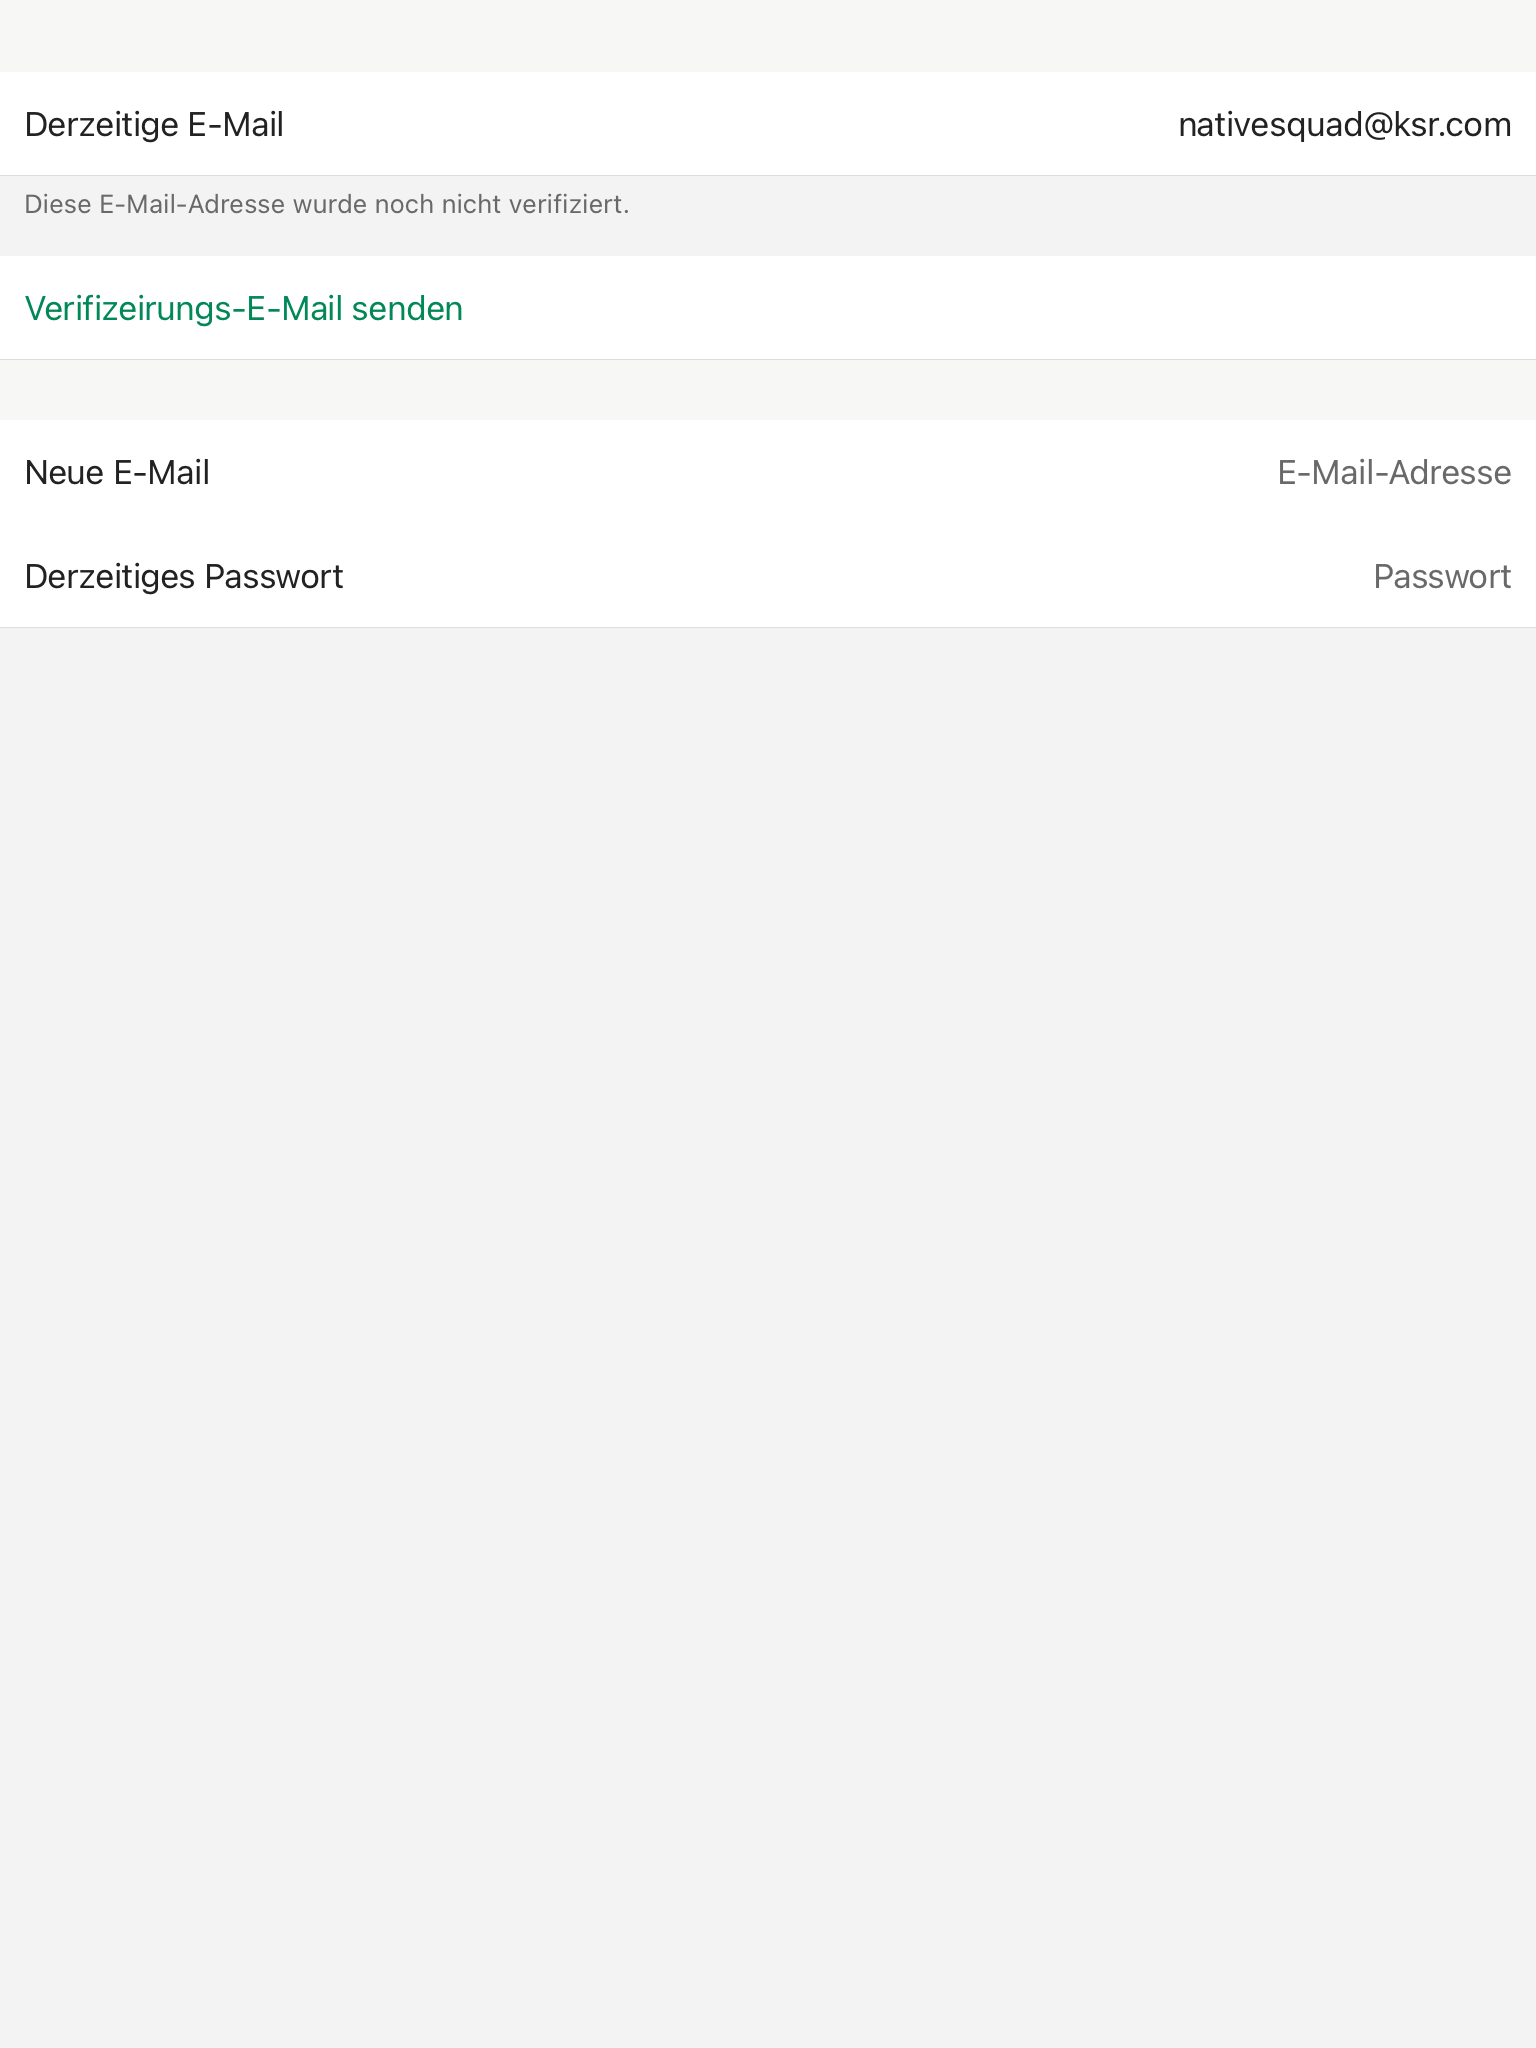 Derzeitige E-Mail nativesquad@ksr.com
Diese E-Mail-Adresse wurde noch nicht verifiziert.
Verifizeirungs-E-Mail senden
Neue E-Mail E-Mail-Adresse
Derzeitiges Passwort Passwort